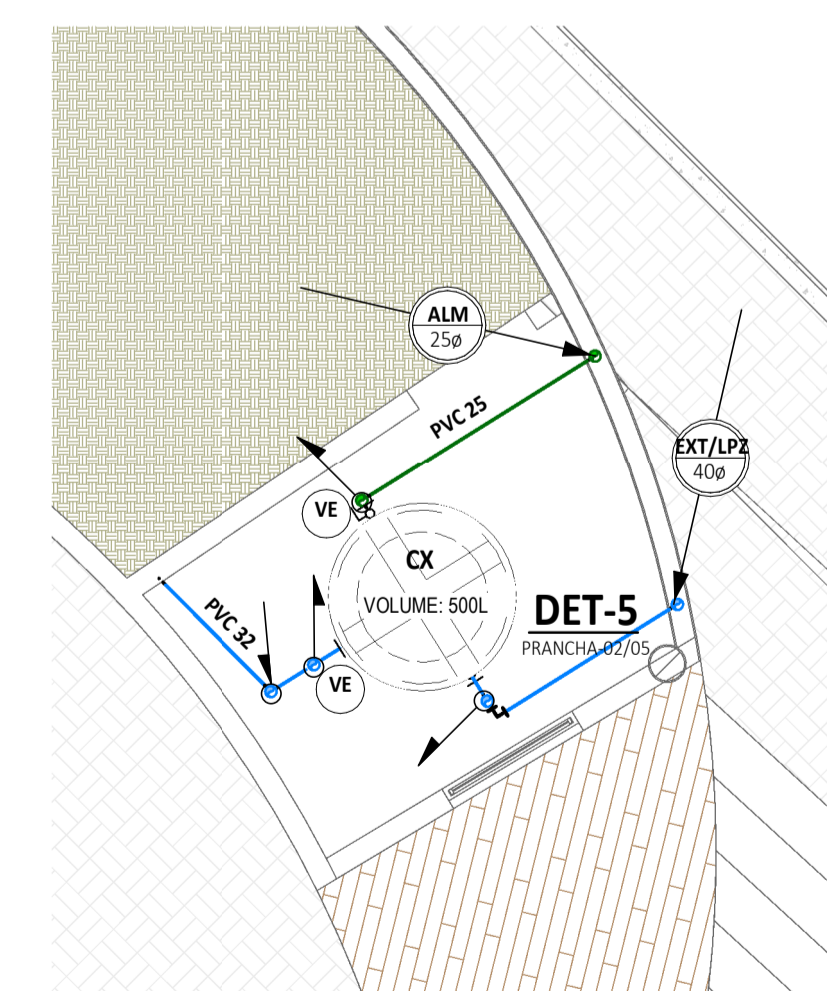 ALM
25ø
PVC 25
EXT/LPZ
40ø
VE
CX
VOLUME: 500L
DET-5
PRANCHA-02/05
PVC 32
VE